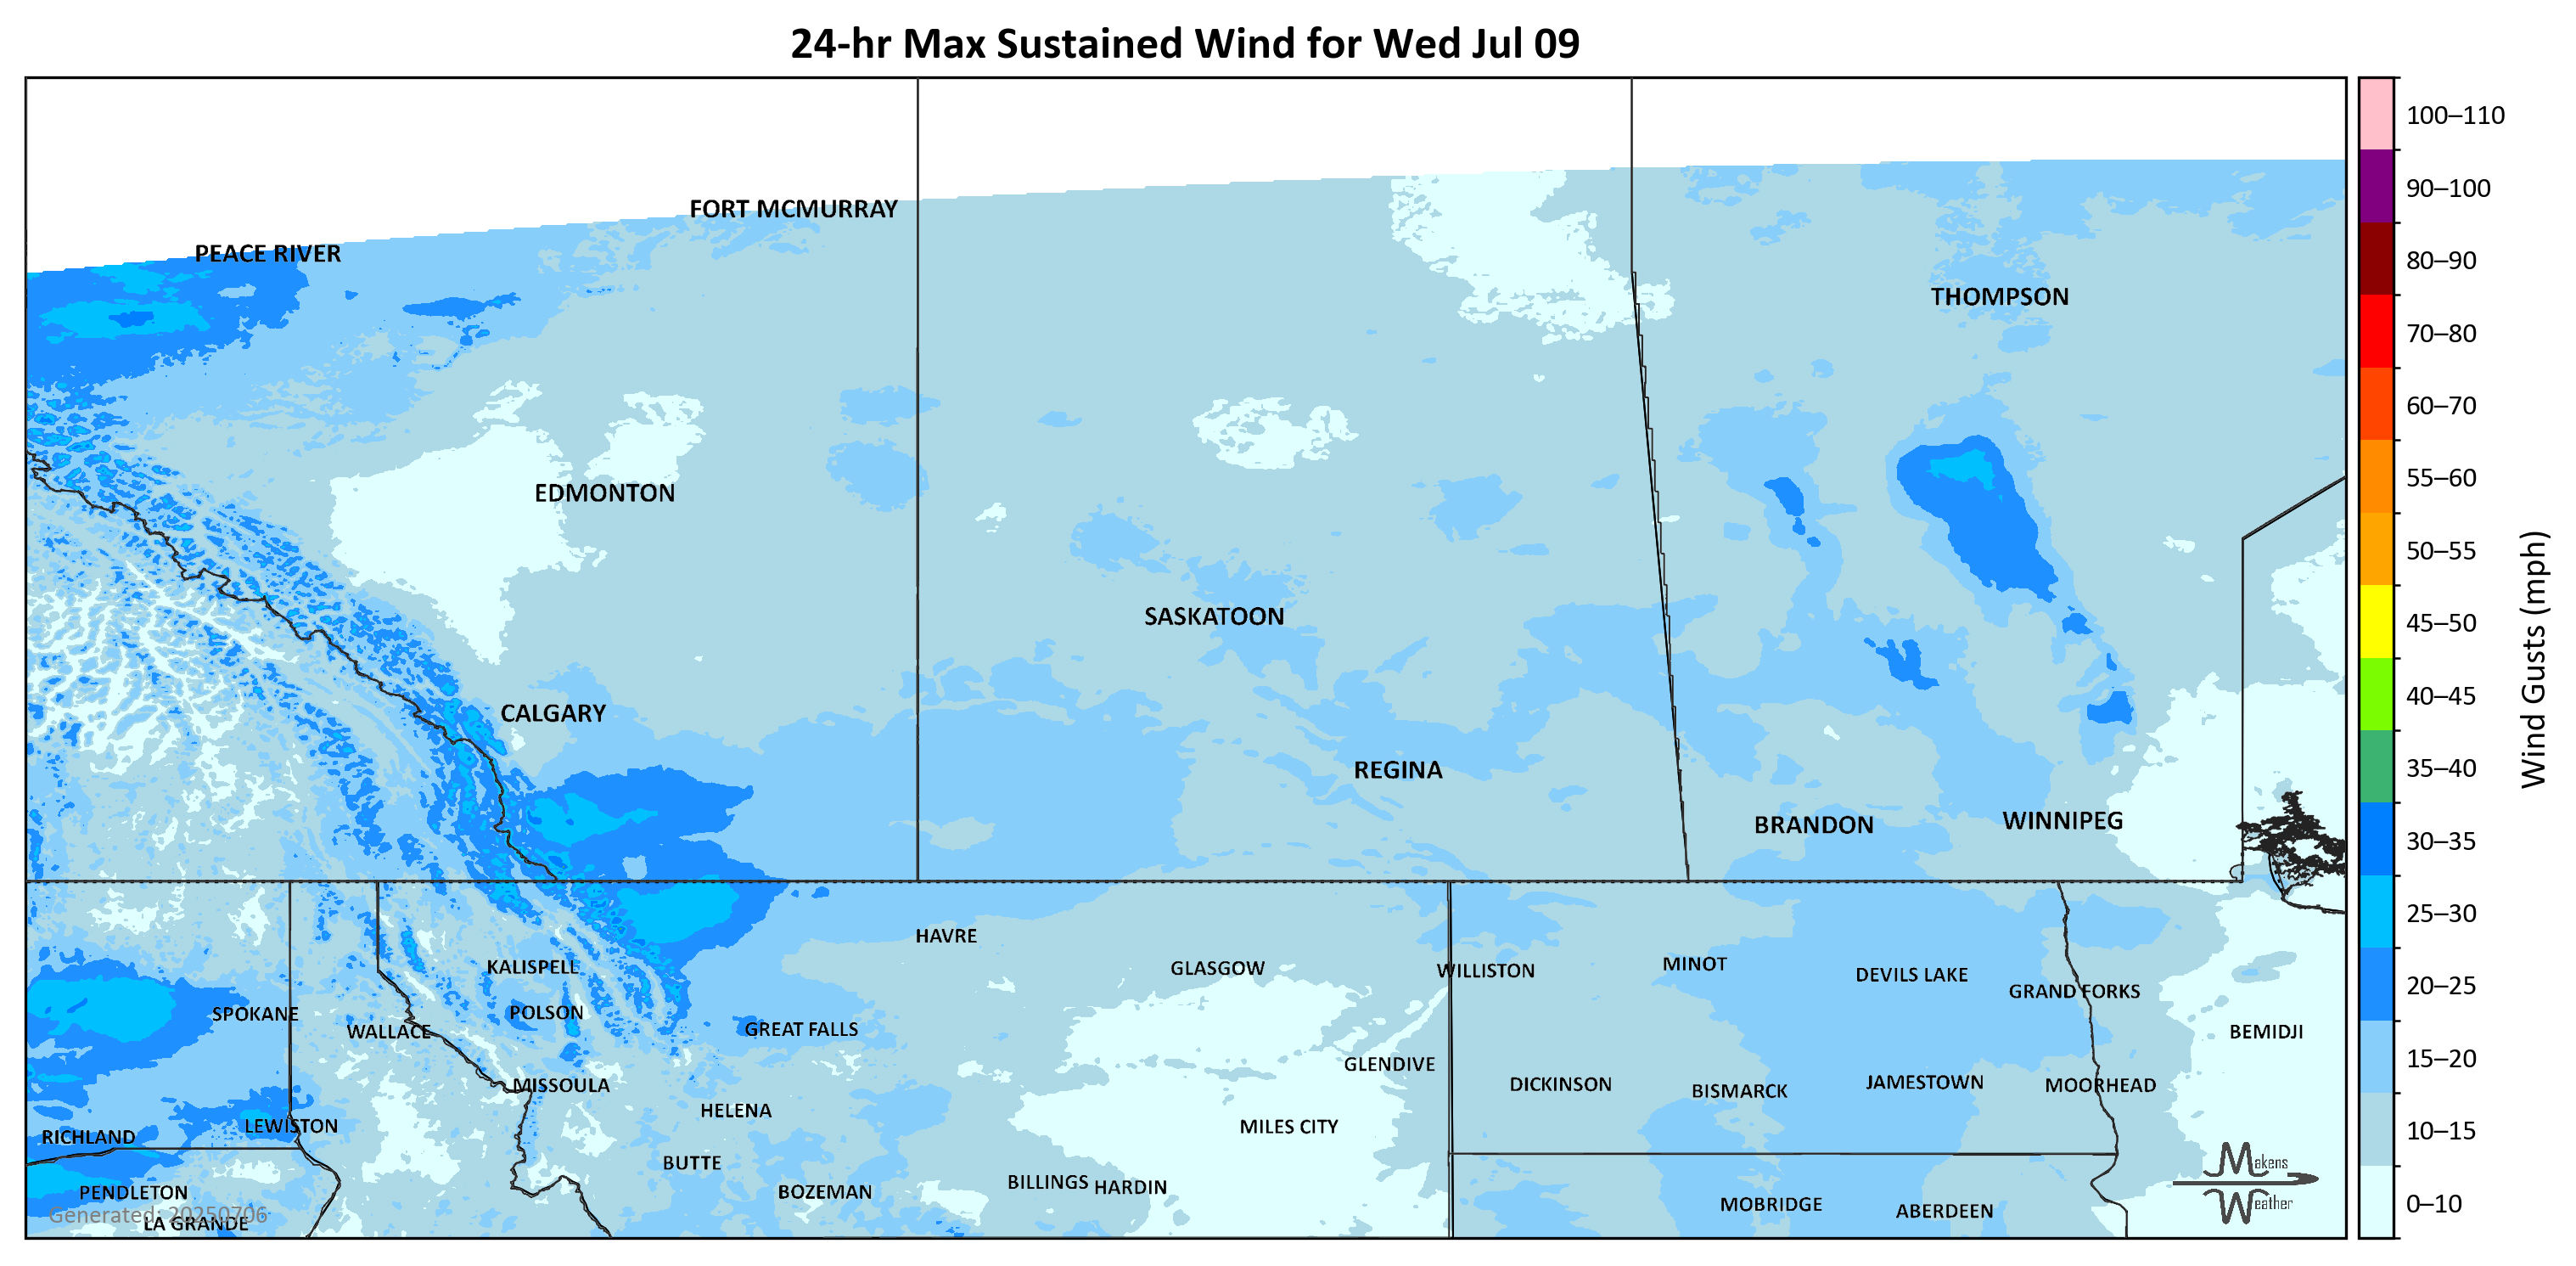 24-hr Max Sustained Wind for Wed Jul 09
100–110
90–100
80–90
70–80
60–70
55–60
50–55
45–50
40–45
35–40
30–35
25–30
20–25
15–20
10–15
0–10
Wind Gusts (mph)
FORT MCMURRAY
PEACE RIVER
THOMPSON
EDMONTON
SASKATOON
CALGARY
REGINA
BRANDON
WINNIPEG
HAVRE
KALISPELL
GLASGOW
WILLISTON
MINOT
DEVILS LAKE
GRAND FORKS
SPOKANE
POLSON
WALLACE
GREAT FALLS
BEMIDJI
GLENDIVE
MISSOULA
DICKINSON
BISMARCK
JAMESTOWN
MOORHEAD
HELENA
LEWISTON
MILES CITY
RICHLAND
BUTTE
BILLINGS
HARDIN
BOZEMAN
PENDLETON
MOBRIDGE
ABERDEEN
Generated: 20250706
LA GRANDE
Makens
Weather